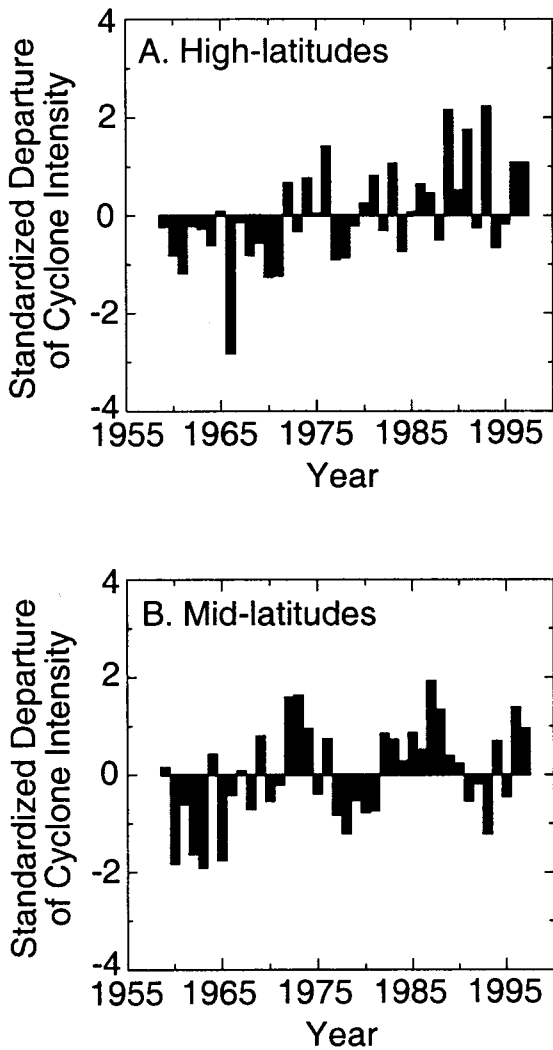 A. High-latitudes
Standardized Departure
of Cyclone Intensity
4
2
0
-2
-4
1955 1965 1975 1985 1995
Year
B. Mid-latitudes
Standardized Departure
of Cyclone Intensity
4
2
0
-2
-4
1955 1965 1975 1985 1995
Year